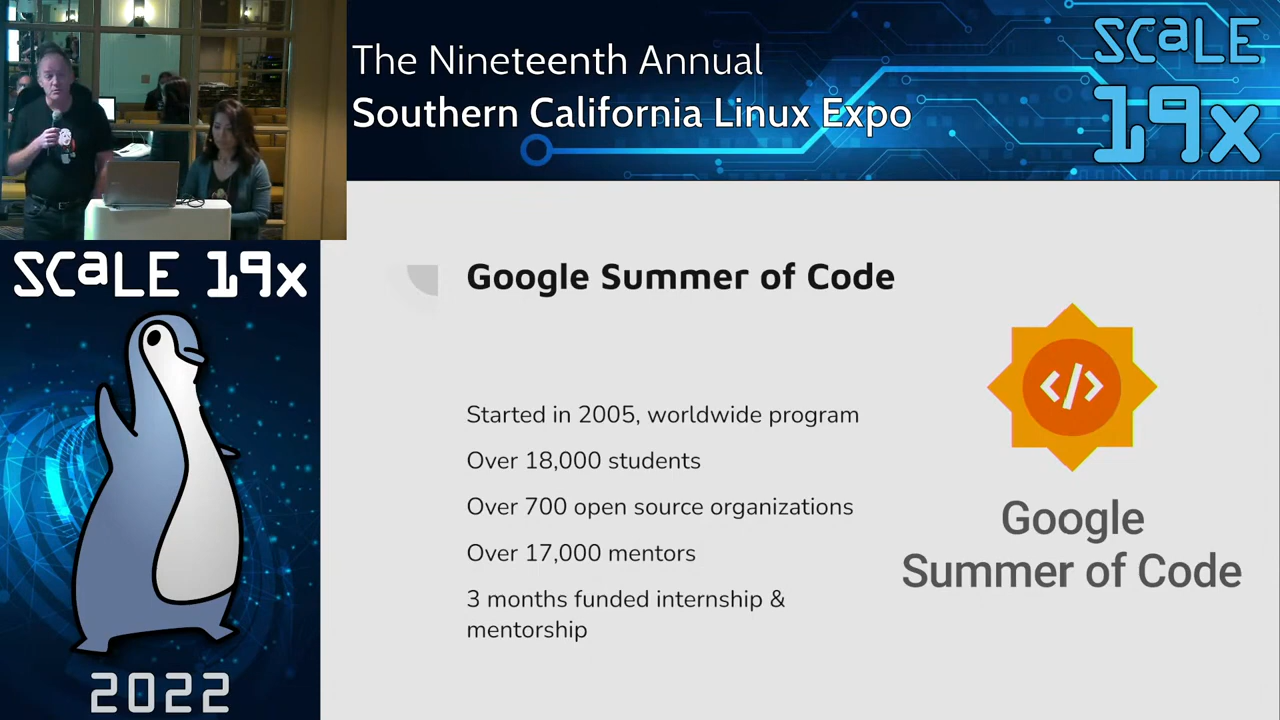 The Nineteenth Annual
Southern California Linux Expo
SCaLE
19x
SCaLE 19x
2022
Google Summer of Code
Started in 2005, worldwide program
Over 18,000 students
Over 700 open source organizations
Over 17,000 mentors
3 months funded internship &
mentorship
</>
Google
Summer of Code